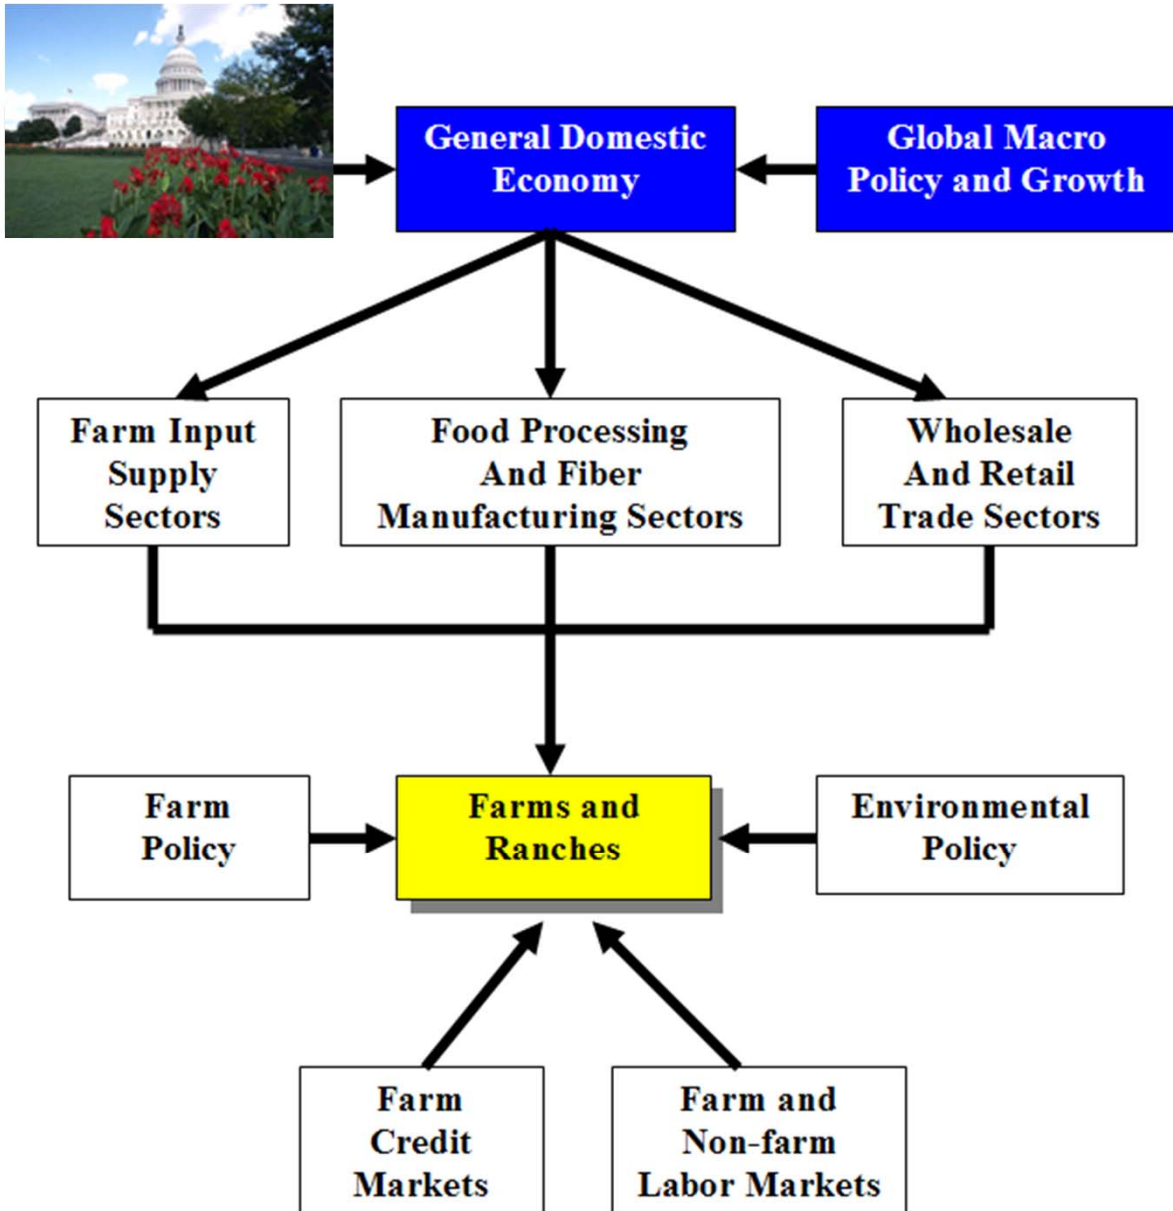 General Domestic
Economy
Global Macro
Policy and Growth
Farm Input
Supply
Sectors
Food Processing
And Fiber
Manufacturing Sectors
Wholesale
And Retail
Trade Sectors
Farm
Policy
Farms and
Ranches
Environmental
Policy
Farm
Credit
Markets
Farm and
Non-farm
Labor Markets